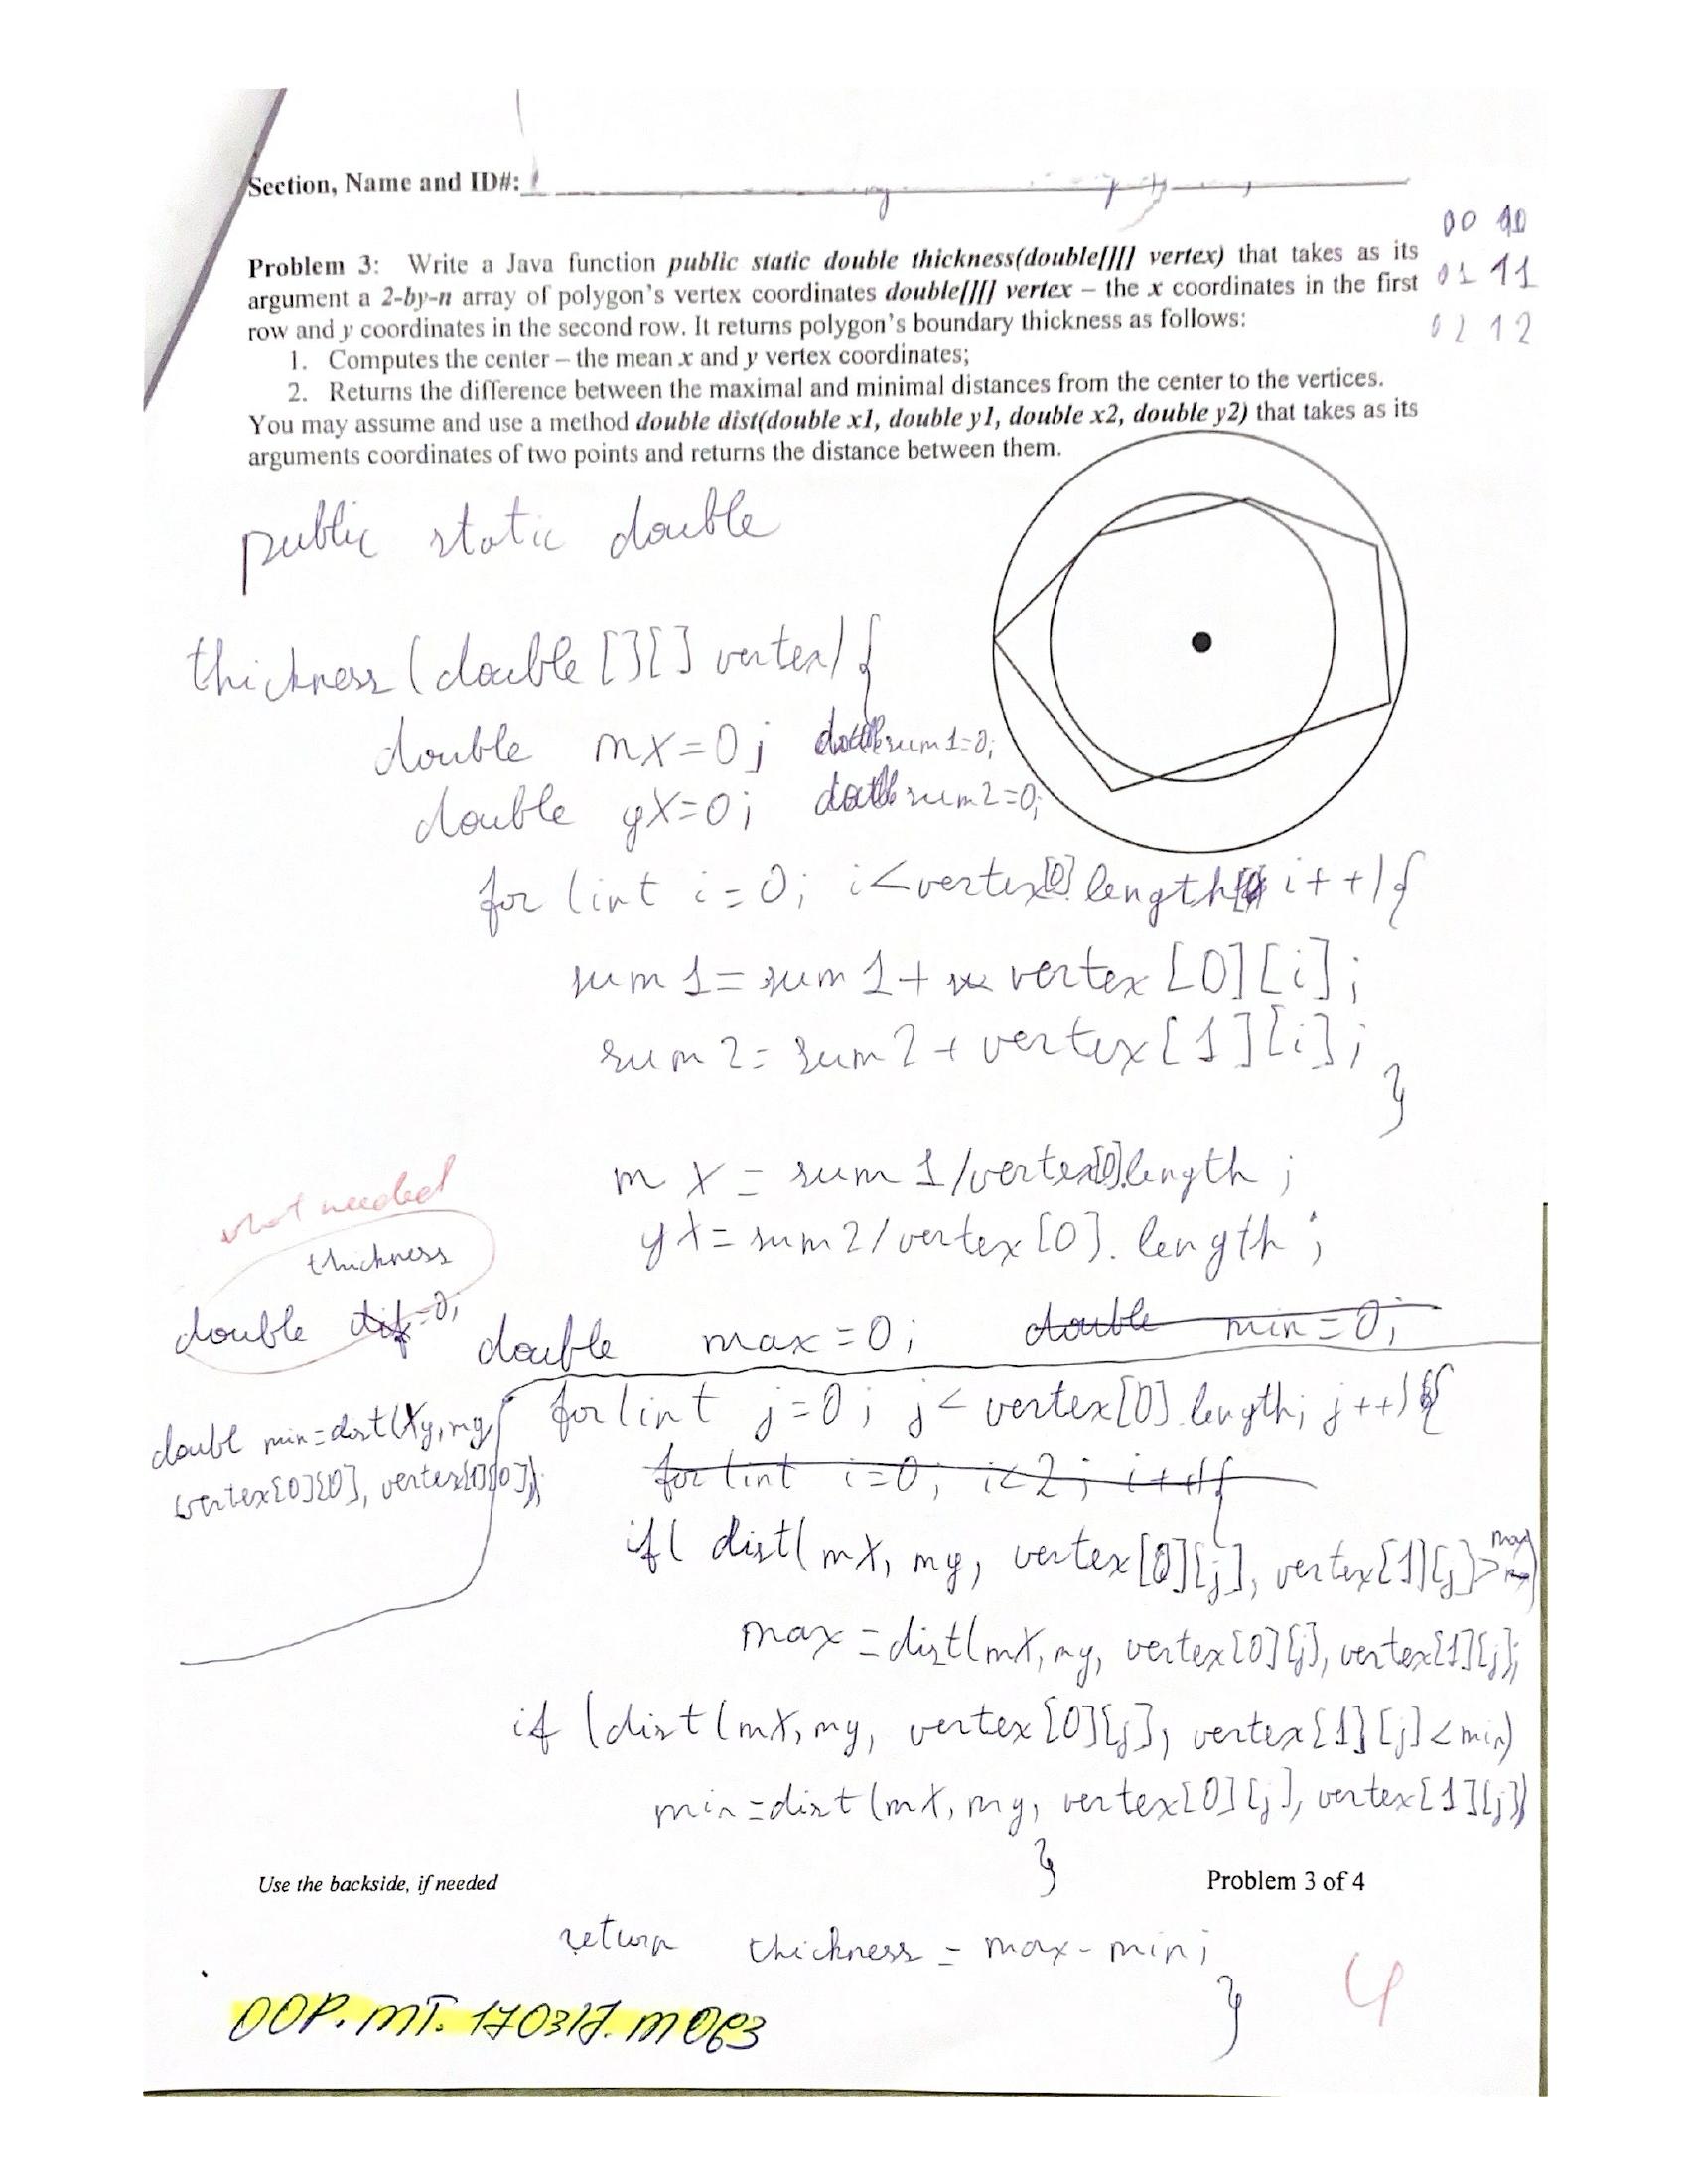 Section, Name and ID#:
00 10
01 11
02 12
Problem 3: Write a Java function public static double thickness(double[][] vertex) that takes as its
argument a 2-by-n array of polygon's vertex coordinates double[][] vertex – the x coordinates in the first
row and y coordinates in the second row. It returns polygon's boundary thickness as follows:
1. Computes the center – the mean x and y vertex coordinates;
2. Returns the difference between the maximal and minimal distances from the center to the vertices.
You may assume and use a method double dist(double x1, double y1, double x2, double y2) that takes as its
arguments coordinates of two points and returns the distance between them.
public static double
thickness (double [][] vertex) {
double mx=0; double sum1=0;
double yx=0; double sum2=0;
for (int i=0; i<vertex[0].length; i++) {
sum1=sum1+ vertex [0][i];
sum2=sum2+vertex[1][i];
}
mx = sum1/vertex[0].length ;
yx=sum2/vertex[0].length ;
not needed
thickness
double dif=0; double max=0; double min=0;
for(int j=0; j<vertex[0].length; j++) {
double min=dist(Xy,my,
vertex[0][0], vertex[1][0]);
for(int i=0; i<2; i++){
if( dist( mx, my, vertex[0][j], vertex[1][j]>max)
max=dist(mx, my, vertex[0][j], vertex[1][j];
if (dist(mx,my, vertex[0][j], vertex[1][j]<min)
min=dist(mx, my, vertex[0][j], vertex[1][j])
}
Use the backside, if needed
Problem 3 of 4
return thickness = max-min;
}
4
OOP.MT.170317.M063